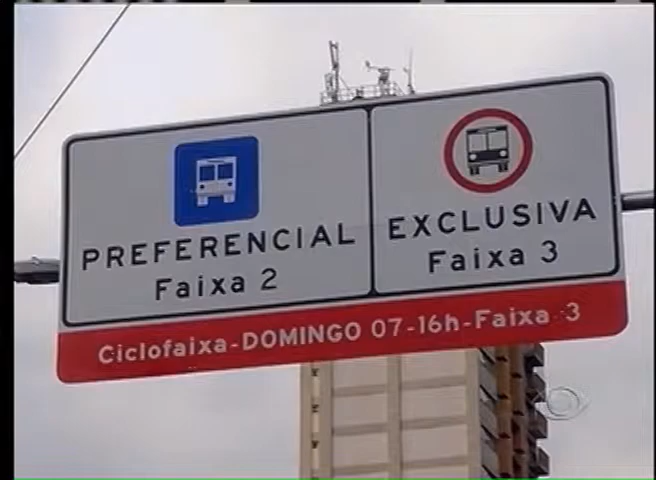 PREFERENCIAL
Faixa 2
EXCLUSIVA
Faixa 3
Ciclofaixa-DOMINGO 07-16h-Faixa 3